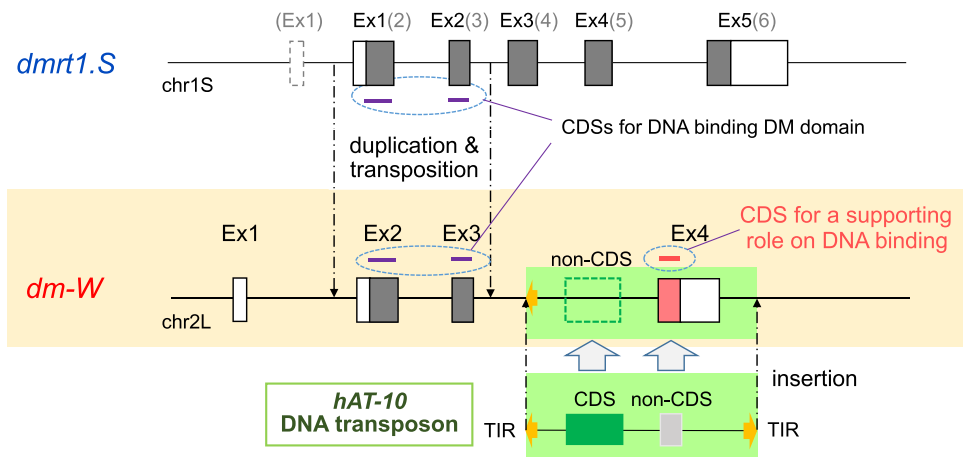 (Ex1)
Ex1(2)
Ex2(3)
Ex3(4)
Ex4(5)
Ex5(6)
dmrt1.S
chr1S
CDSs for DNA binding DM domain
duplication &
transposition
CDS for a supporting
role on DNA binding
Ex1
Ex2
Ex3
Ex4
non-CDS
dm-W
chr2L
insertion
hAT-10
DNA transposon
CDS
non-CDS
TIR
TIR